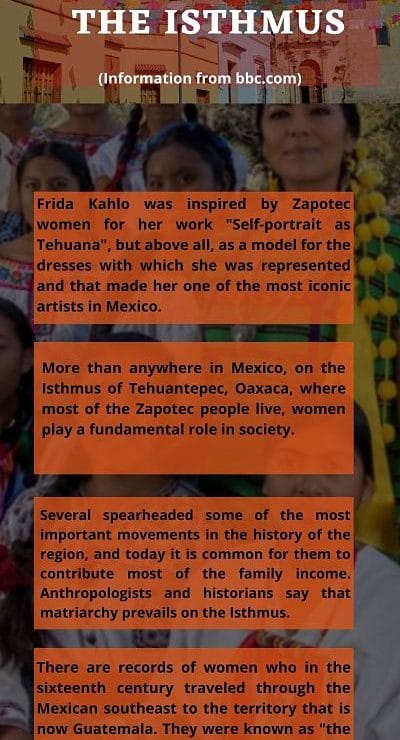 THE ISTHMUS
(Information from bbc.com)
Frida Kahlo was inspired by Zapotec
women for her work "Self-portrait as
Tehuana", but above all, as a model for the
dresses with which she was represented
and that made her one of the most iconic
artists in Mexico.
More than anywhere in Mexico, on the
Isthmus of Tehuantepec, Oaxaca, where
most of the Zapotec people live, women
play a fundamental role in society.
Several spearheaded some of the most
important movements in the history of the
region, and today it is common for them to
contribute most of the family income.
Anthropologists and historians say that
matriarchy prevails on the Isthmus.
There are records of women who in the
sixteenth century traveled through the
Mexican southeast to the territory that is
now Guatemala. They were known as "the